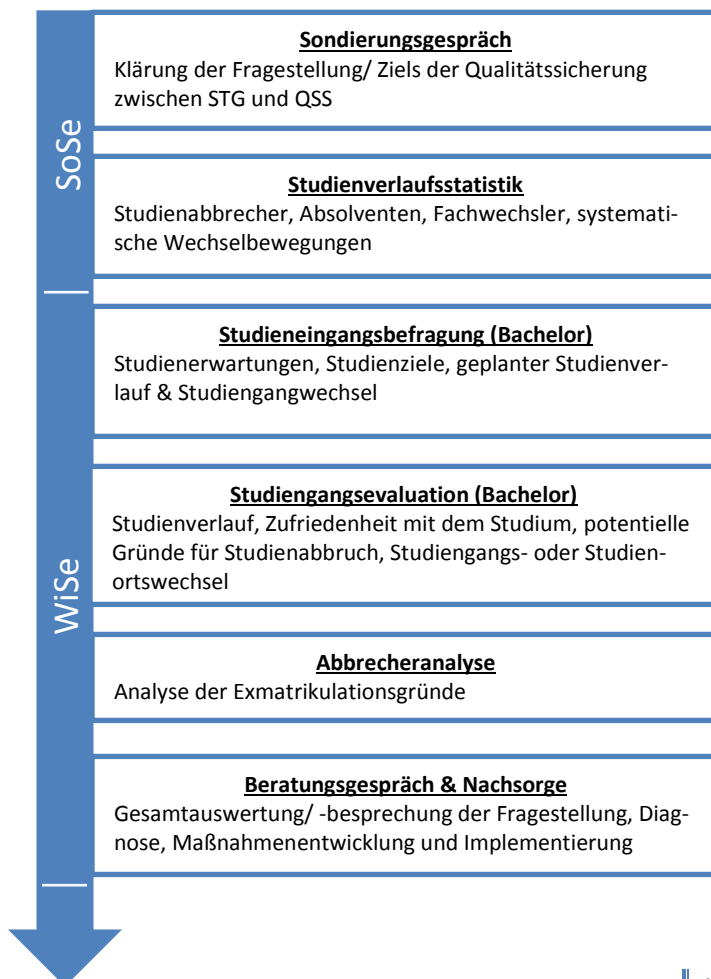 SoSe
Sondierungsgespräch
Klärung der Fragestellung/ Ziels der Qualitätssicherung
zwischen STG und QSS
Studienverlaufsstatistik
Studienabbrecher, Absolventen, Fachwechsler, systemati-
sche Wechselbewegungen
WiSe
Studieneingangsbefragung (Bachelor)
Studienerwartungen, Studienziele, geplanter Studienver-
lauf & Studiengangwechsel
Studiengangsevaluation (Bachelor)
Studienverlauf, Zufriedenheit mit dem Studium, potentielle
Gründe für Studienabbruch, Studiengangs- oder Studien-
ortswechsel
Abbrecheranalyse
Analyse der Exmatrikulationsgründe
Beratungsgespräch & Nachsorge
Gesamtauswertung/ -besprechung der Fragestellung, Diag-
nose, Maßnahmenentwicklung und Implementierung